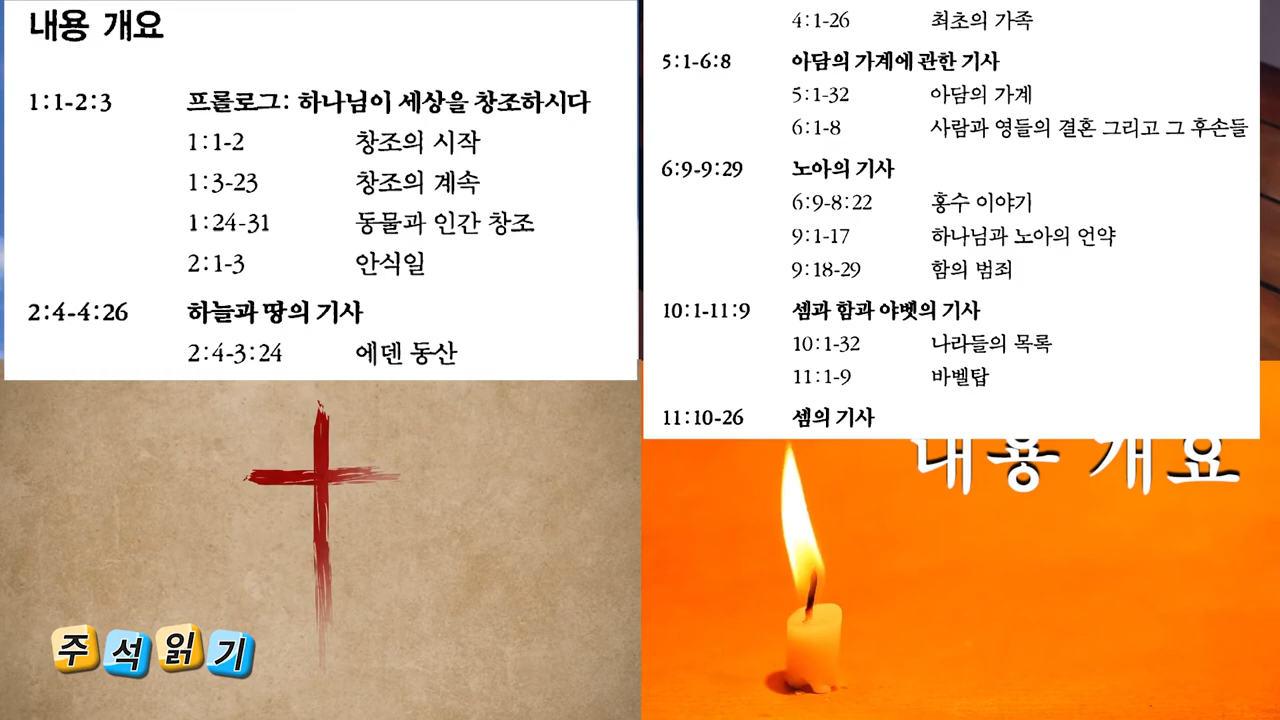 내용 개요
1:1-2:3 프롤로그: 하나님이 세상을 창조하시다
1:1-2 창조의 시작
1:3-23 창조의 계속
1:24-31 동물과 인간 창조
2:1-3 안식일
2:4-4:26 하늘과 땅의 기사
2:4-3:24 에덴 동산
4:1-26 최초의 가족
5:1-6:8 아담의 가계에 관한 기사
5:1-32 아담의 가계
6:1-8 사람과 영들의 결혼 그리고 그 후손들
6:9-9:29 노아의 기사
6:9-8:22 홍수 이야기
9:1-17 하나님과 노아의 언약
9:18-29 함의 범죄
10:1-11:9 셈과 함과 야벳의 기사
10:1-32 나라들의 목록
11:1-9 바벨탑
11:10-26 셈의 기사
내용 개요
주석읽기